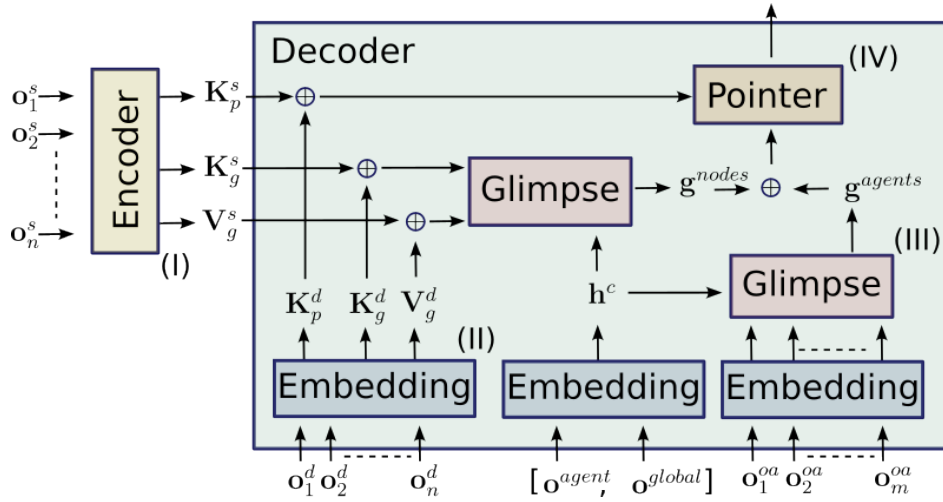 Decoder
(IV)
o_1^s
K_p^s
⊕
Pointer
o_2^s
Encoder
K_g^s
⊕
Glimpse
g^{nodes}
⊕
g^{agents}
o_n^s
V_g^s
⊕
(I)
(III)
K_p^d
K_g^d
V_g^d
h^c
Glimpse
(II)
Embedding
Embedding
Embedding
o_1^d
o_2^d
o_n^d
[o^{agent}, o^{global}]
o_1^{oa}
o_2^{oa}
o_m^{oa}